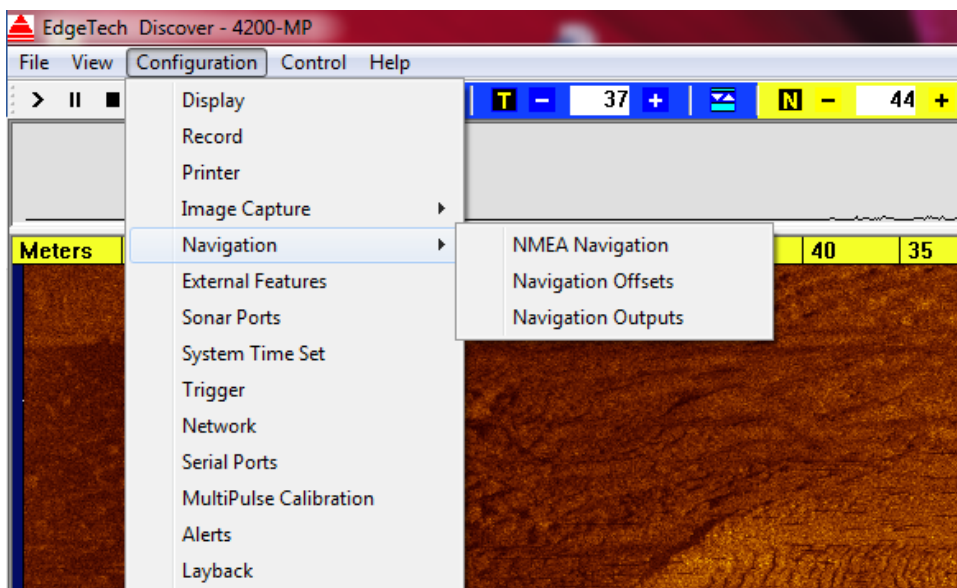 EdgeTech Discover - 4200-MP
File View Configuration Control Help
T - 37 + N - 44 +
Display
Record
Printer
Image Capture
Meters 40 35
Navigation
NMEA Navigation
External Features
Navigation Offsets
Sonar Ports
Navigation Outputs
System Time Set
Trigger
Network
Serial Ports
MultiPulse Calibration
Alerts
Layback